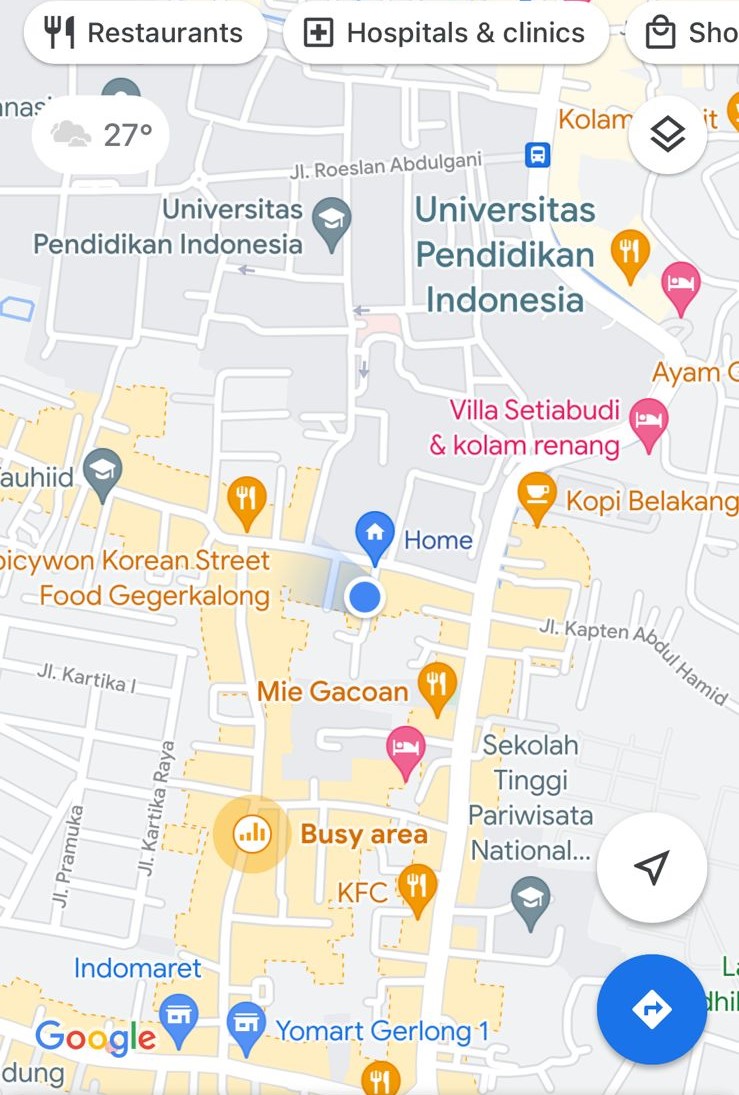 Restaurants
Hospitals & clinics
Sho
nasi
27°
Kolam
it
Jl. Roeslan Abdulgani
Universitas
Pendidikan Indonesia
Universitas
Pendidikan
Indonesia
Ayam G
Villa Setiabudi
& kolam renang
auhiid
Kopi Belakang
Home
picywon Korean Street
Food Gegerkalong
Jl. Kapten Abdul Hamid
Jl. Kartika I
Mie Gacoan
Sekolah
Tinggi
Pariwisata
National...
Jl. Kartika Raya
Jl. Pramuka
Busy area
KFC
Indomaret
La
dhil
Google
Yomart Gerlong 1
dung